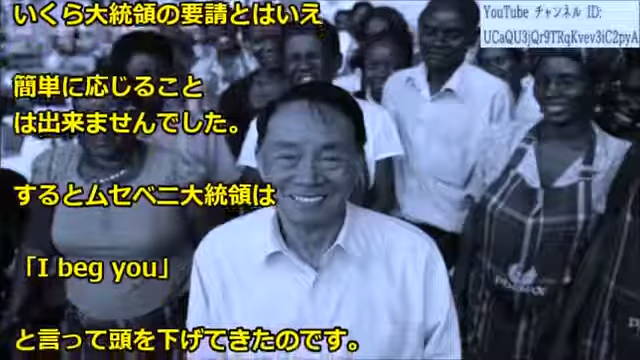 いくら大統領の要請とはいえ
YouTube チャンネル ID:
UCaQU3jQr9TRqKvev3iC2pyA
簡単に応じること
は出来ませんでした。
するとムセベニ大統領は
「I beg you」
と言って頭を下げてきたのです。